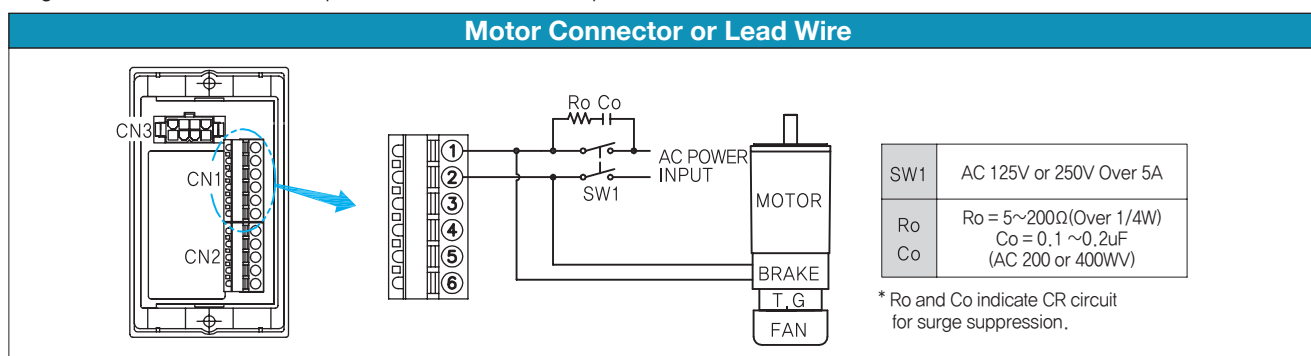 Motor Connector or Lead Wire
CN3
CN1
CN2
1
2
3
4
5
6
Ro Co
SW1
AC POWER
INPUT
MOTOR
BRAKE
T.G
FAN
SW1 AC 125V or 250V Over 5A
Ro Ro = 5~200Ω(Over 1/4W)
Co = 0.1 ~0.2uF
Co (AC 200 or 400WV)
* Ro and Co indicate CR circuit
for surge suppression.